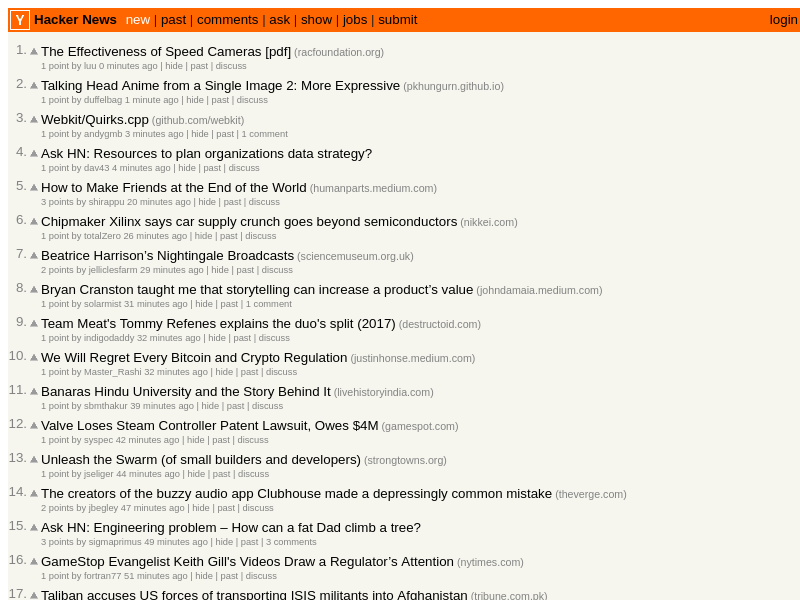 Y Hacker News new | past | comments | ask | show | jobs | submit login
1. The Effectiveness of Speed Cameras [pdf] (racfoundation.org)
1 point by luu 0 minutes ago | hide | past | discuss
2. Talking Head Anime from a Single Image 2: More Expressive (pkhungurn.github.io)
1 point by duffelbag 1 minute ago | hide | past | discuss
3. Webkit/Quirks.cpp (github.com/webkit)
1 point by andygmb 3 minutes ago | hide | past | 1 comment
4. Ask HN: Resources to plan organizations data strategy?
1 point by dav43 4 minutes ago | hide | past | discuss
5. How to Make Friends at the End of the World (humanparts.medium.com)
3 points by shirappu 20 minutes ago | hide | past | discuss
6. Chipmaker Xilinx says car supply crunch goes beyond semiconductors (nikkei.com)
1 point by totalZero 26 minutes ago | hide | past | discuss
7. Beatrice Harrison's Nightingale Broadcasts (sciencemuseum.org.uk)
2 points by jelliclesfarm 29 minutes ago | hide | past | discuss
8. Bryan Cranston taught me that storytelling can increase a product's value (johndamaia.medium.com)
1 point by solarmist 31 minutes ago | hide | past | 1 comment
9. Team Meat's Tommy Refenes explains the duo's split (2017) (destructoid.com)
1 point by indigodaddy 32 minutes ago | hide | past | discuss
10. We Will Regret Every Bitcoin and Crypto Regulation (justinhonse.medium.com)
1 point by Master_Rashi 32 minutes ago | hide | past | discuss
11. Banaras Hindu University and the Story Behind It (livehistoryindia.com)
1 point by sbmthakur 39 minutes ago | hide | past | discuss
12. Valve Loses Steam Controller Patent Lawsuit, Owes $4M (gamespot.com)
1 point by syspec 42 minutes ago | hide | past | discuss
13. Unleash the Swarm (of small builders and developers) (strongtowns.org)
1 point by jseliger 44 minutes ago | hide | past | discuss
14. The creators of the buzzy audio app Clubhouse made a depressingly common mistake (theverge.com)
2 points by jbegley 47 minutes ago | hide | past | discuss
15. Ask HN: Engineering problem – How can a fat Dad climb a tree?
3 points by sigmaprimus 49 minutes ago | hide | past | 3 comments
16. GameStop Evangelist Keith Gill's Videos Draw a Regulator's Attention (nytimes.com)
1 point by fortran77 51 minutes ago | hide | past | discuss
17. Taliban accuses US forces of transporting ISIS militants into Afghanistan (tribune.com.pk)